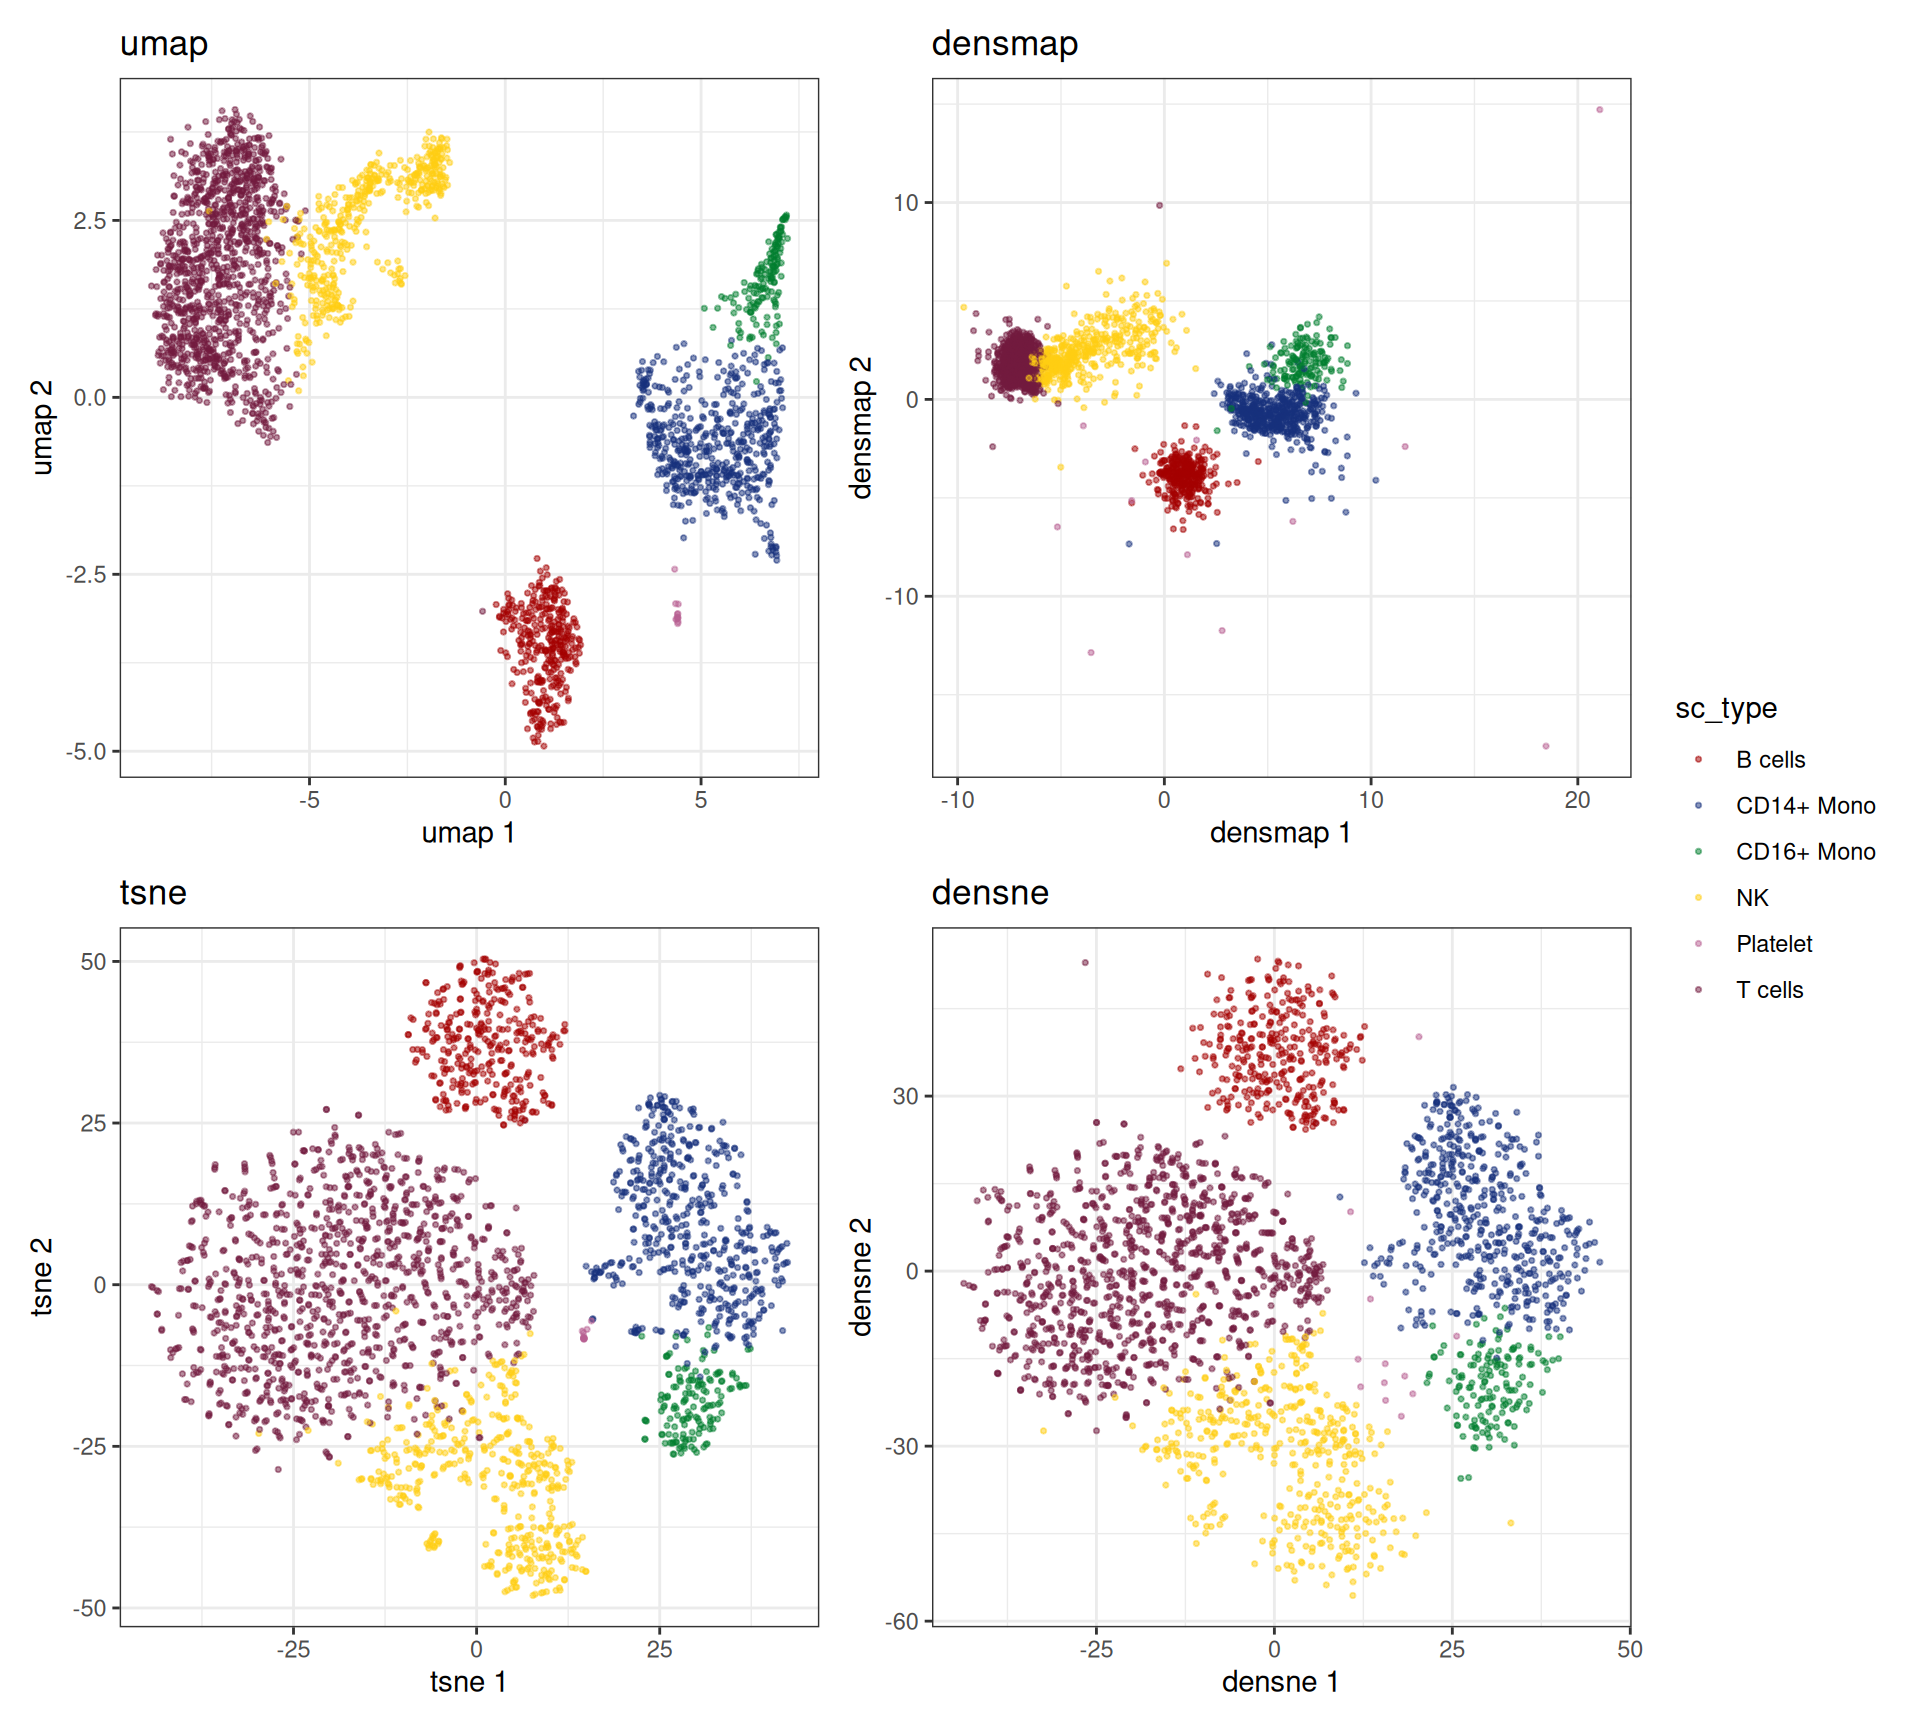 umap
2.5
0.0
-2.5
-5.0
umap 2
-5 0 5
umap 1
densmap
10
0
-10
densmap 2
-10 0 10 20
densmap 1
tsne
50
25
0
-25
-50
tsne 2
-25 0 25
tsne 1
densne
30
0
-30
-60
densne 2
-25 0 25 50
densne 1
sc_type
B cells
CD14+ Mono
CD16+ Mono
NK
Platelet
T cells